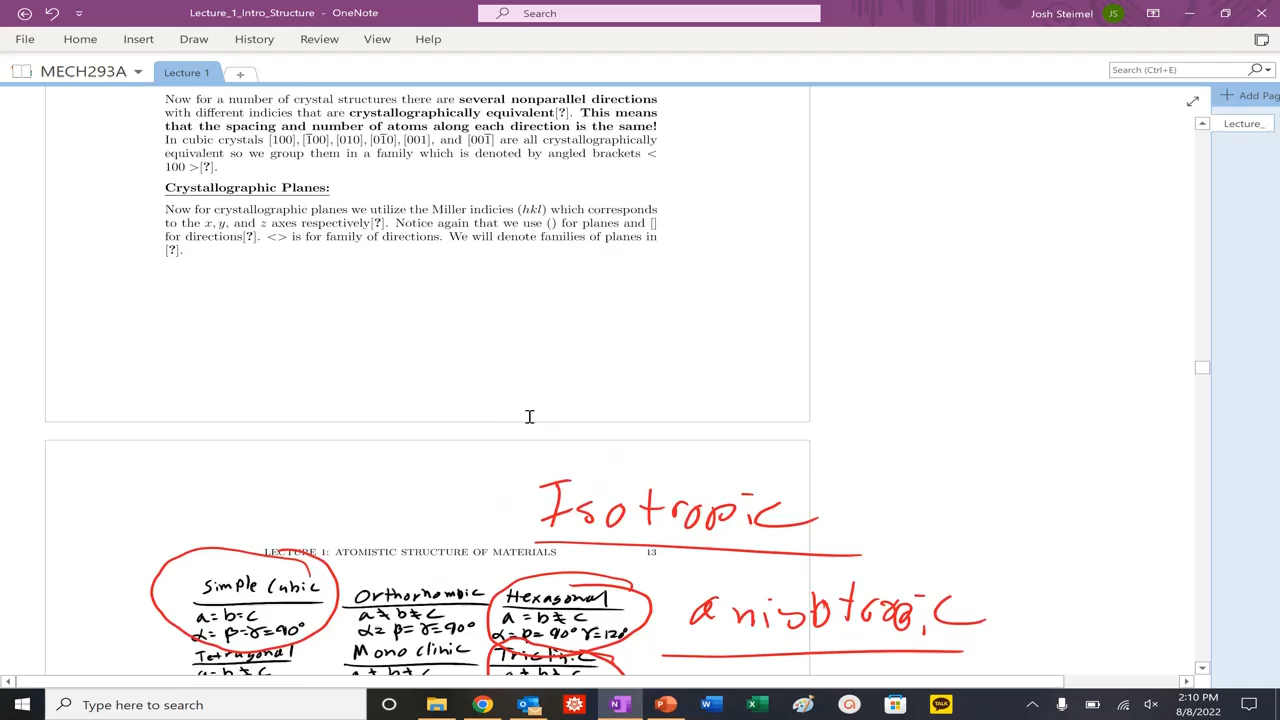 Lecture_1_Intro_Structure - OneNote
Search
Josh Steimel
JS
File Home Insert Draw History Review View Help
MECH293A
Lecture 1
Search (Ctrl+E)
Add Pag
Lecture_
Now for a number of crystal structures there are several nonparallel directions
with different indicies that are crystallographically equivalent[?]. This means
that the spacing and number of atoms along each direction is the same!
In cubic crystals [100], [1̄00], [010], [01̄0], [001], and [001̄] are all crystallographically
equivalent so we group them in a family which is denoted by angled brackets <
100 >[?].
Crystallographic Planes:
Now for crystallographic planes we utilize the Miller indicies (hkl) which corresponds
to the x, y, and z axes respectively[?]. Notice again that we use () for planes and []
for directions[?]. <> is for family of directions. We will denote families of planes in
[?].
Isotropic
LECTURE 1: ATOMISTIC STRUCTURE OF MATERIALS 13
anisotropic
Simple Cubic
a=b=c
α=β=γ=90°
Orthorhombic
a≠b≠c
α=β=γ=90°
Hexagonal
a=b≠c
α=β=90° γ=120°
Tetragonal
a=b≠c
Monoclinic
a≠b≠c
Triclinic
a≠b≠c
Type here to search
TALK
2:10 PM
8/8/2022